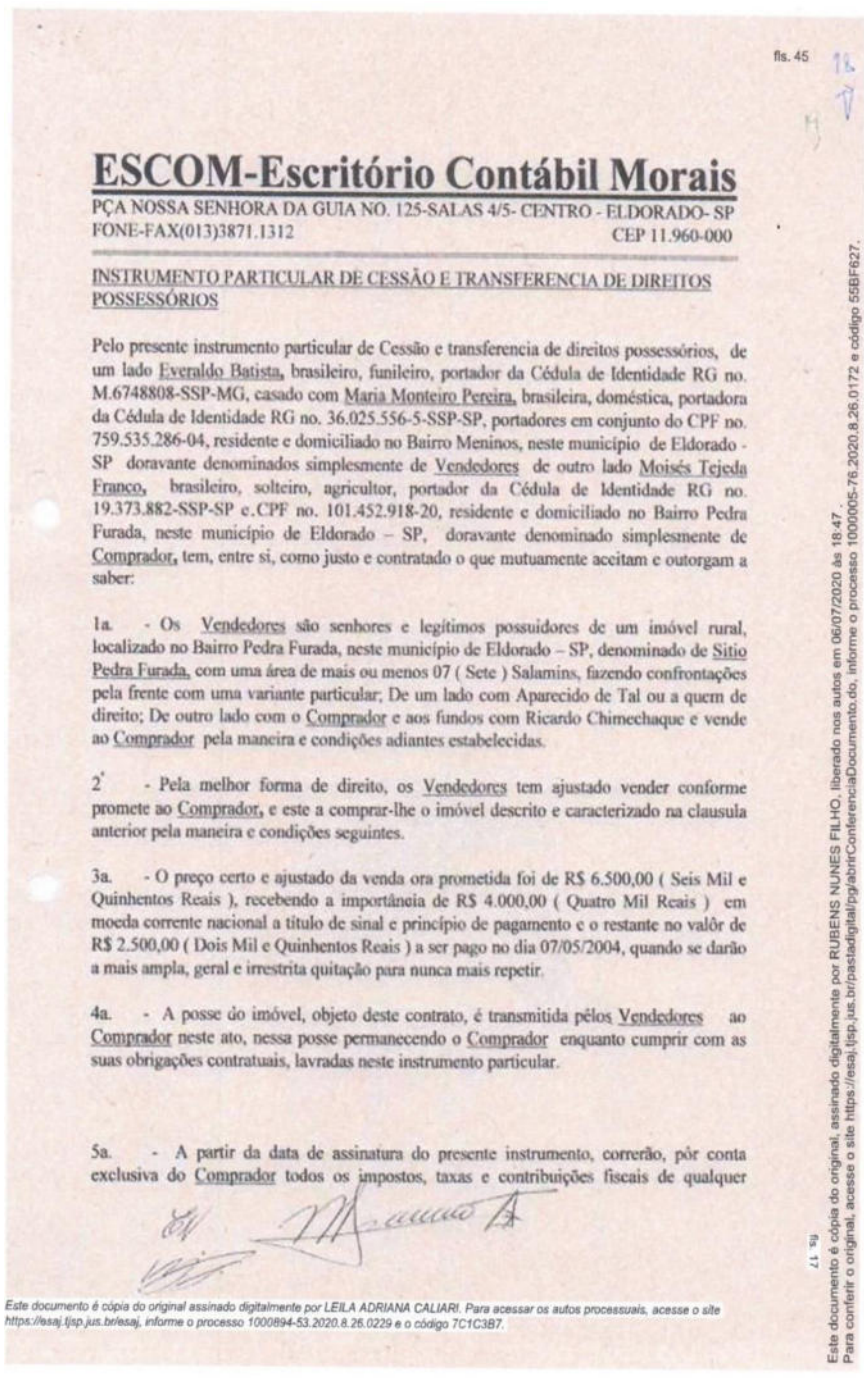 fls. 45
18
ESCOM-Escritório Contábil Morais
PÇA NOSSA SENHORA DA GUIA NO. 125-SALAS 4/5- CENTRO - ELDORADO- SP
FONE-FAX(013)3871.1312 CEP 11.960-000
INSTRUMENTO PARTICULAR DE CESSÃO E TRANSFERENCIA DE DIREITOS
POSSESSÓRIOS
Pelo presente instrumento particular de Cessão e transferencia de direitos possessórios, de
um lado Everaldo Batista, brasileiro, funileiro, portador da Cédula de Identidade RG no.
M.6748808-SSP-MG, casado com Maria Monteiro Pereira, brasileira, doméstica, portadora
da Cédula de Identidade RG no. 36.025.556-5-SSP-SP, portadores em conjunto do CPF no.
759.535.286-04, residente e domiciliado no Bairro Meninos, neste município de Eldorado -
SP doravante denominados simplesmente de Vendedores de outro lado Moisés Tejeda
Franco, brasileiro, solteiro, agricultor, portador da Cédula de Identidade RG no.
19.373.882-SSP-SP e.CPF no. 101.452.918-20, residente e domiciliado no Bairro Pedra
Furada, neste município de Eldorado – SP, doravante denominado simplesmente de
Comprador, tem, entre si, como justo e contratado o que mutuamente aceitam e outorgam a
saber:
1a. - Os Vendedores são senhores e legítimos possuidores de um imóvel rural,
localizado no Bairro Pedra Furada, neste município de Eldorado – SP, denominado de Sitio
Pedra Furada, com uma área de mais ou menos 07 ( Sete ) Salamins, fazendo confrontações
pela frente com uma variante particular; De um lado com Aparecido de Tal ou a quem de
direito; De outro lado com o Comprador e aos fundos com Ricardo Chimechaque e vende
ao Comprador pela maneira e condições adiantes estabelecidas.
2ª - Pela melhor forma de direito, os Vendedores tem ajustado vender conforme
promete ao Comprador, e este a comprar-lhe o imóvel descrito e caracterizado na clausula
anterior pela maneira e condições seguintes.
3a. - O preço certo e ajustado da venda ora prometida foi de R$ 6.500,00 ( Seis Mil e
Quinhentos Reais ), recebendo a importância de R$ 4.000,00 ( Quatro Mil Reais ) em
moeda corrente nacional a titulo de sinal e princípio de pagamento e o restante no valôr de
R$ 2.500,00 ( Dois Mil e Quinhentos Reais ) a ser pago no dia 07/05/2004, quando se darão
a mais ampla, geral e irrestrita quitação para nunca mais repetir.
4a. - A posse do imóvel, objeto deste contrato, é transmitida pélos Vendedores ao
Comprador neste ato, nessa posse permanecendo o Comprador enquanto cumprir com as
suas obrigações contratuais, lavradas neste instrumento particular.
5a. - A partir da data de assinatura do presente instrumento, correrão, pôr conta
exclusiva do Comprador todos os impostos, taxas e contribuições fiscais de qualquer
fls. 17
Este documento é cópia do original assinado digitalmente por LEILA ADRIANA CALIARI. Para acessar os autos processuais, acesse o site
https://esaj.tjsp.jus.br/esaj, informe o processo 1000894-53.2020.8.26.0229 e o código 7C1C3B7.
Este documento é cópia do original, assinado digitalmente por RUBENS NUNES FILHO, liberado nos autos em 06/07/2020 às 18:47.
Para conferir o original, acesse o site https://esaj.tjsp.jus.br/pastadigital/pg/abrirConferenciaDocumento.do, informe o processo 1000005-76.2020.8.26.0172 e código 55BF627.